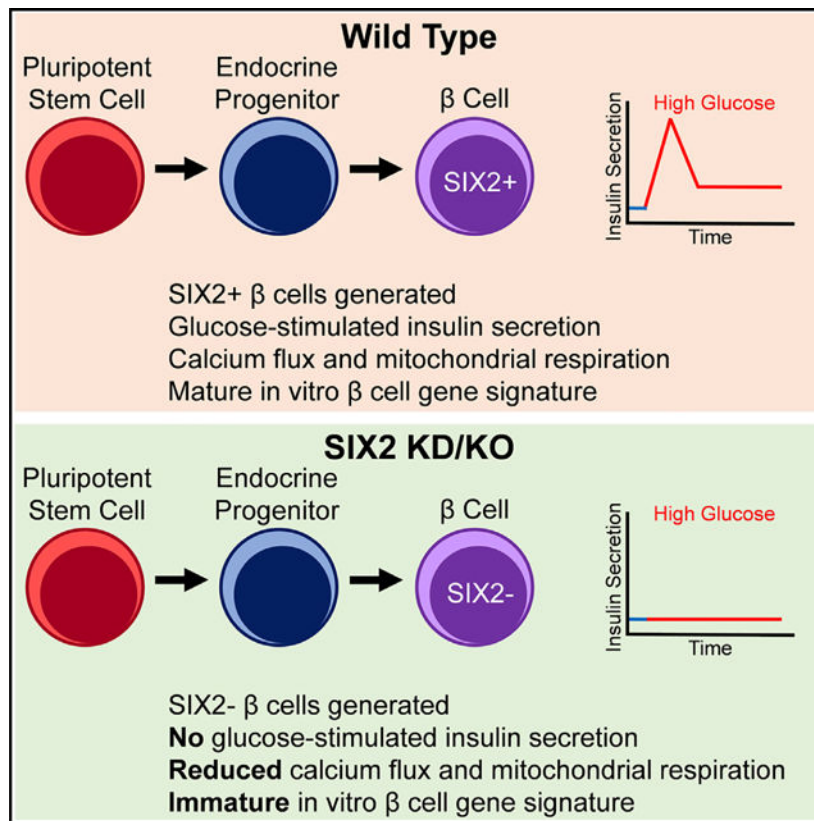 Wild Type
Pluripotent
Stem Cell
Endocrine
Progenitor
β Cell
SIX2+
High Glucose
Insulin Secretion
Time
SIX2+ β cells generated
Glucose-stimulated insulin secretion
Calcium flux and mitochondrial respiration
Mature in vitro β cell gene signature
SIX2 KD/KO
Pluripotent
Stem Cell
Endocrine
Progenitor
β Cell
SIX2-
High Glucose
Insulin Secretion
Time
SIX2- β cells generated
No glucose-stimulated insulin secretion
Reduced calcium flux and mitochondrial respiration
Immature in vitro β cell gene signature